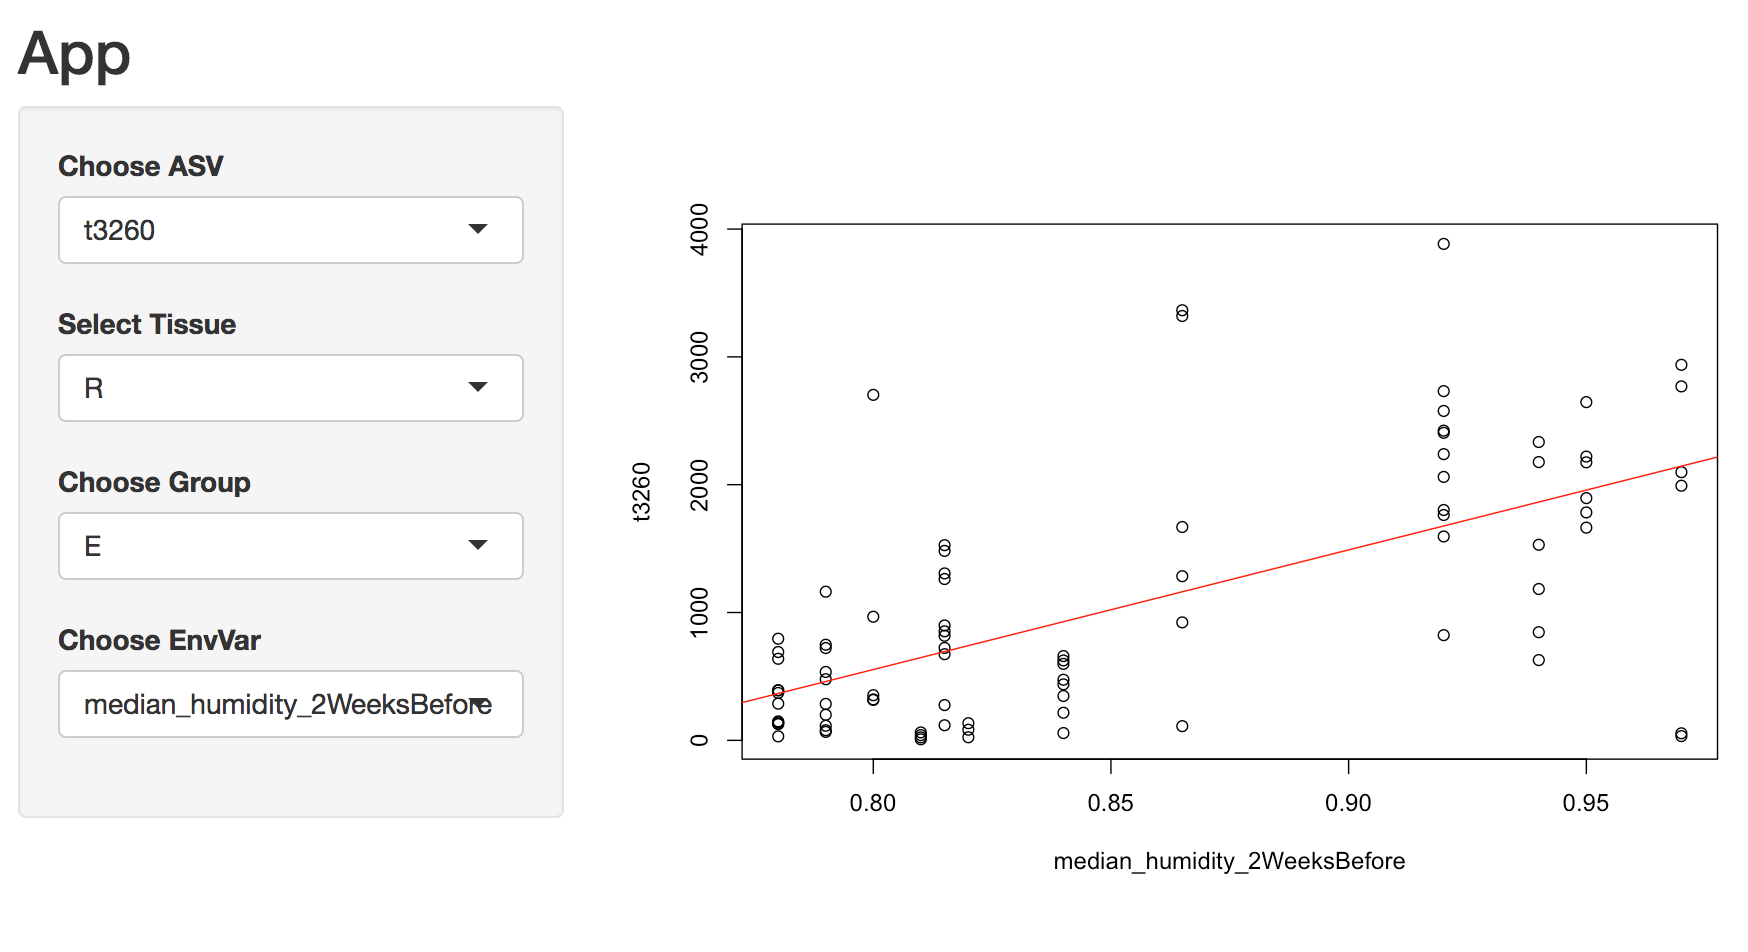 App
Choose ASV
t3260
Select Tissue
R
Choose Group
E
Choose EnvVar
median_humidity_2WeeksBefore
4000
3000
2000
1000
0
t3260
0.80 0.85 0.90 0.95
median_humidity_2WeeksBefore